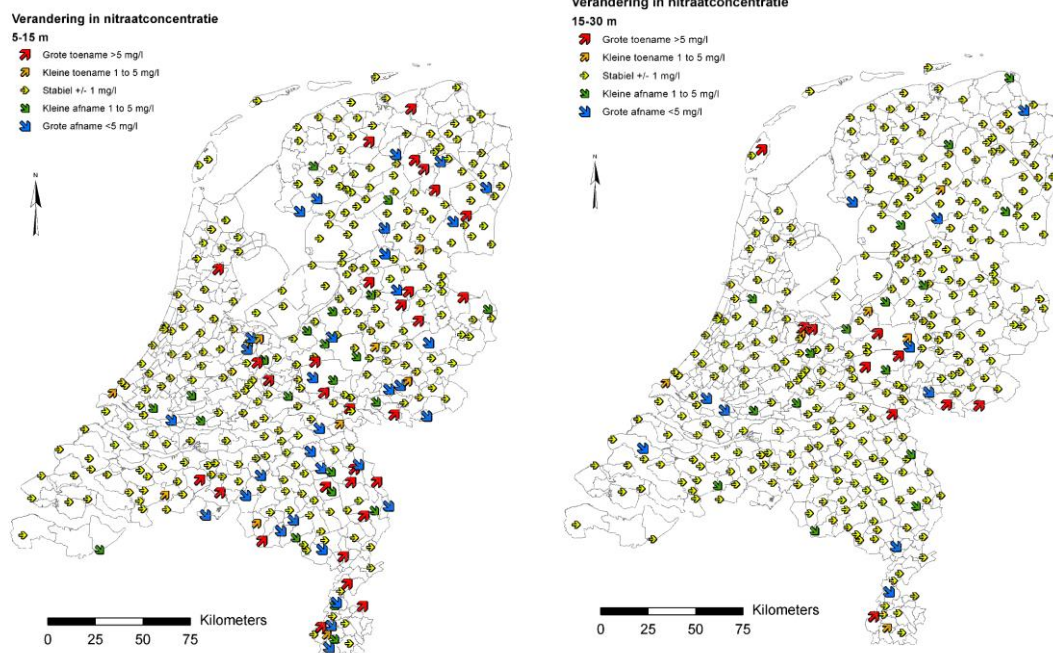 Verandering in nitraatconcentratie
5-15 m
Grote toename >5 mg/l
Kleine toename 1 to 5 mg/l
Stabiel +/- 1 mg/l
Kleine afname 1 to 5 mg/l
Grote afname <5 mg/l
N
Kilometers
0 25 50 75
Verandering in nitraatconcentratie
15-30 m
Grote toename >5 mg/l
Kleine toename 1 to 5 mg/l
Stabiel +/- 1 mg/l
Kleine afname 1 to 5 mg/l
Grote afname <5 mg/l
N
Kilometers
0 25 50 75